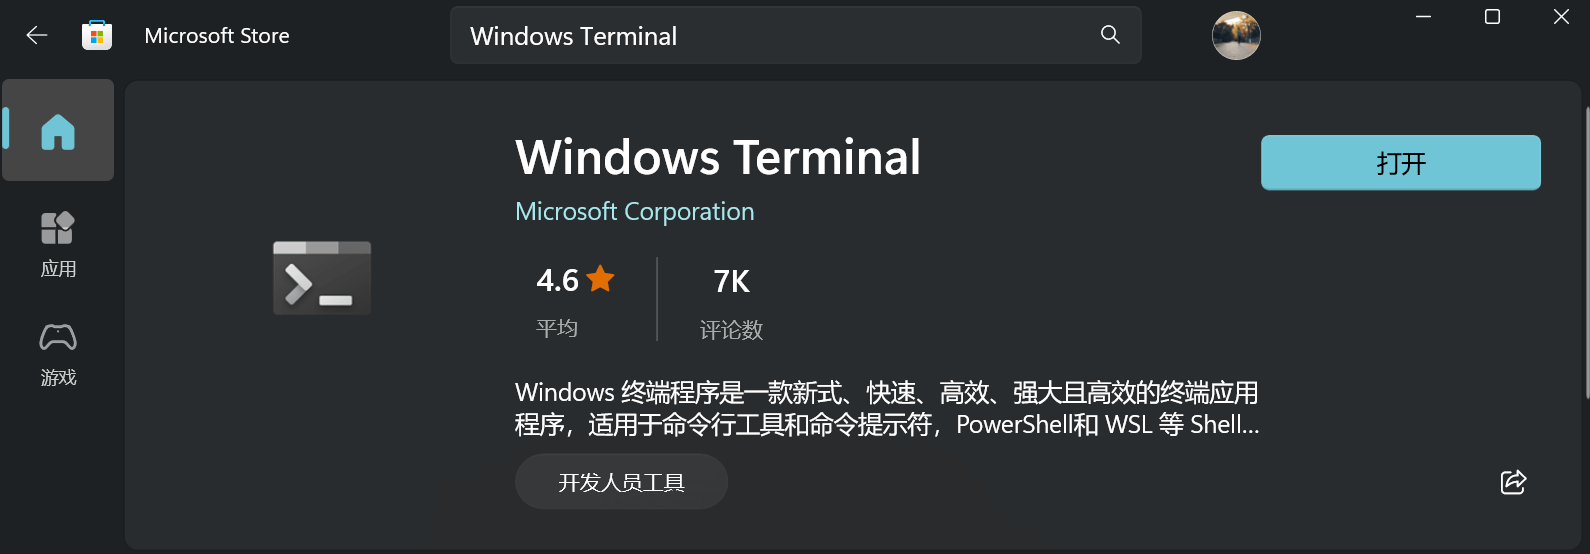 Microsoft Store
Windows Terminal
Windows Terminal
打开
Microsoft Corporation
4.6
7K
平均
评论数
应用
游戏
Windows 终端程序是一款新式、快速、高效、强大且高效的终端应用
程序，适用于命令行工具和命令提示符，PowerShell和 WSL 等 Shell...
开发人员工具